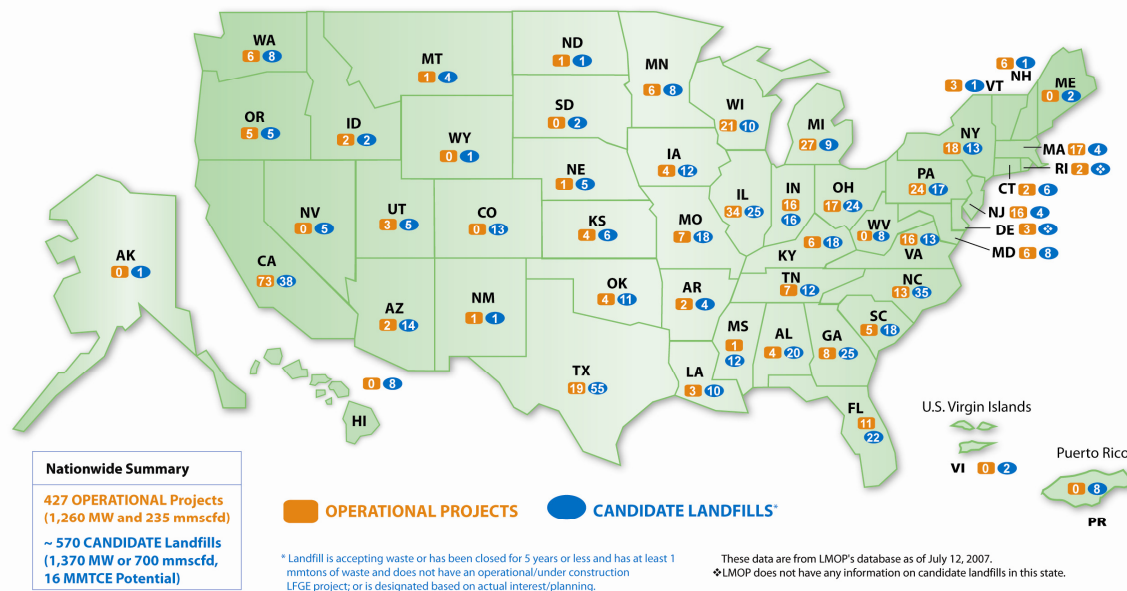 WA
6 8
MT
1 4
ND
1 1
MN
6 8
6 1
NH
3 1 VT
ME
0 2
OR
5 5
ID
2 2
WY
0 1
SD
0 2
WI
21 10
MI
27 9
NY
18 13
MA 17 4
RI 2 ❖
CT 2 6
NJ 16 4
DE 3 ❖
MD 6 8
NE
1 5
IA
4 12
IL
34 25
IN
16
16
OH
17 24
PA
24 17
WV
0 8
16 13
VA
NV
0 5
UT
3 6
CO
0 13
KS
4 6
MO
7 18
6 18
KY
AK
0 1
CA
73 38
AZ
2 14
NM
1 1
OK
4 11
AR
2 4
TN
7 12
NC
13 35
SC
5 18
MS
1
12
AL
4 20
GA
8 25
TX
19 55
LA
3 10
FL
11
22
0 8
HI
U.S. Virgin Islands
VI 0 2
Puerto Rico
0 8
PR
Nationwide Summary
427 OPERATIONAL Projects
(1,260 MW and 235 mmscfd)
~ 570 CANDIDATE Landfills
(1,370 MW or 700 mmscfd,
16 MMTCE Potential)
OPERATIONAL PROJECTS
CANDIDATE LANDFILLS*
* Landfill is accepting waste or has been closed for 5 years or less and has at least 1
mmtons of waste and does not have an operational/under construction
LFGE project; or is designated based on actual interest/planning.
These data are from LMOP's database as of July 12, 2007.
❖LMOP does not have any information on candidate landfills in this state.